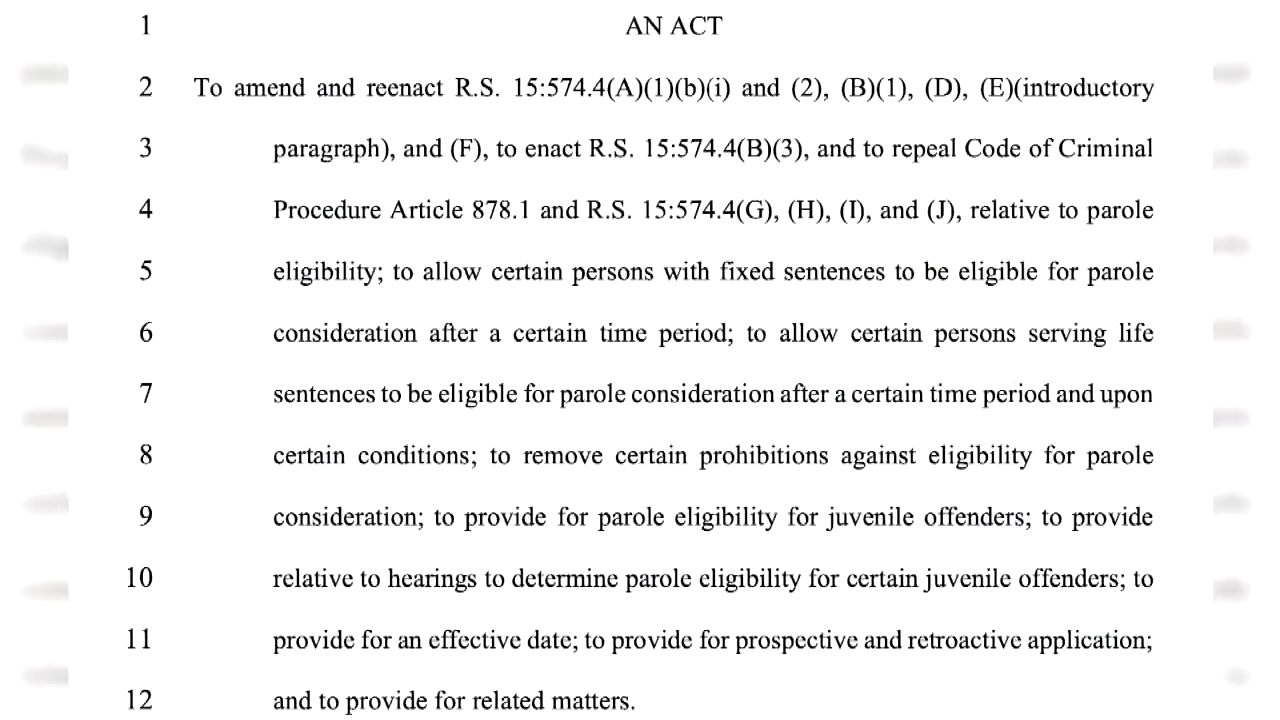 1 AN ACT
2 To amend and reenact R.S. 15:574.4(A)(1)(b)(i) and (2), (B)(1), (D), (E)(introductory
3 paragraph), and (F), to enact R.S. 15:574.4(B)(3), and to repeal Code of Criminal
4 Procedure Article 878.1 and R.S. 15:574.4(G), (H), (I), and (J), relative to parole
5 eligibility; to allow certain persons with fixed sentences to be eligible for parole
6 consideration after a certain time period; to allow certain persons serving life
7 sentences to be eligible for parole consideration after a certain time period and upon
8 certain conditions; to remove certain prohibitions against eligibility for parole
9 consideration; to provide for parole eligibility for juvenile offenders; to provide
10 relative to hearings to determine parole eligibility for certain juvenile offenders; to
11 provide for an effective date; to provide for prospective and retroactive application;
12 and to provide for related matters.